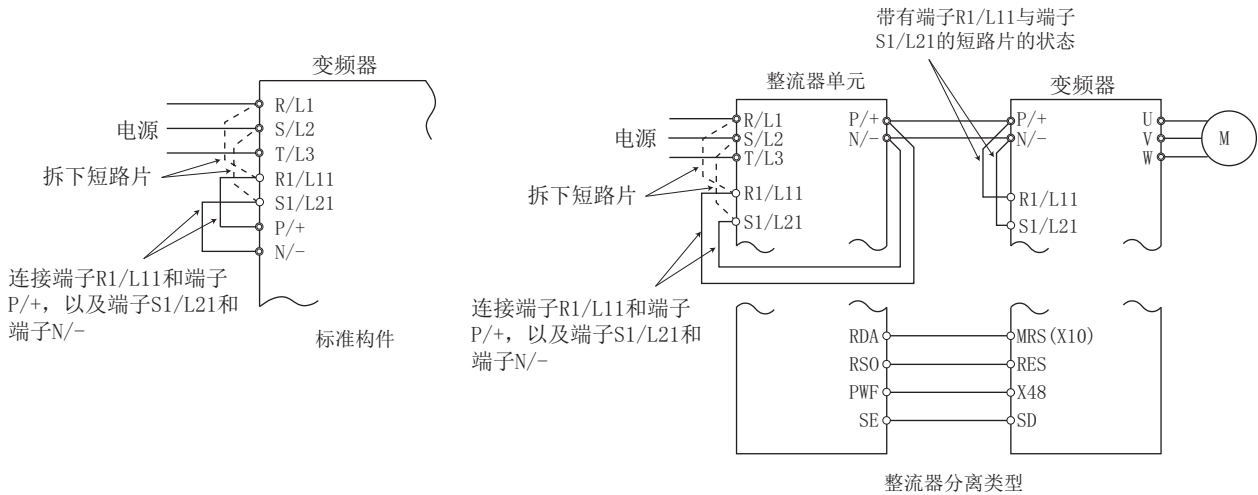 变频器
电源
R/L1
S/L2
T/L3
R1/L11
S1/L21
P/+
N/-
拆下短路片
连接端子R1/L11和端子
P/+，以及端子S1/L21和
端子N/-
标准构件
带有端子R1/L11与端子
S1/L21的短路片的状态
整流器单元
变频器
电源
R/L1
S/L2
T/L3
R1/L11
S1/L21
P/+
N/-
P/+
N/-
R1/L11
S1/L21
U
V
W
M
拆下短路片
连接端子R1/L11和端子
P/+，以及端子S1/L21和
端子N/-
RDA
MRS(X10)
RSO
RES
PWF
X48
SE
SD
整流器分离类型